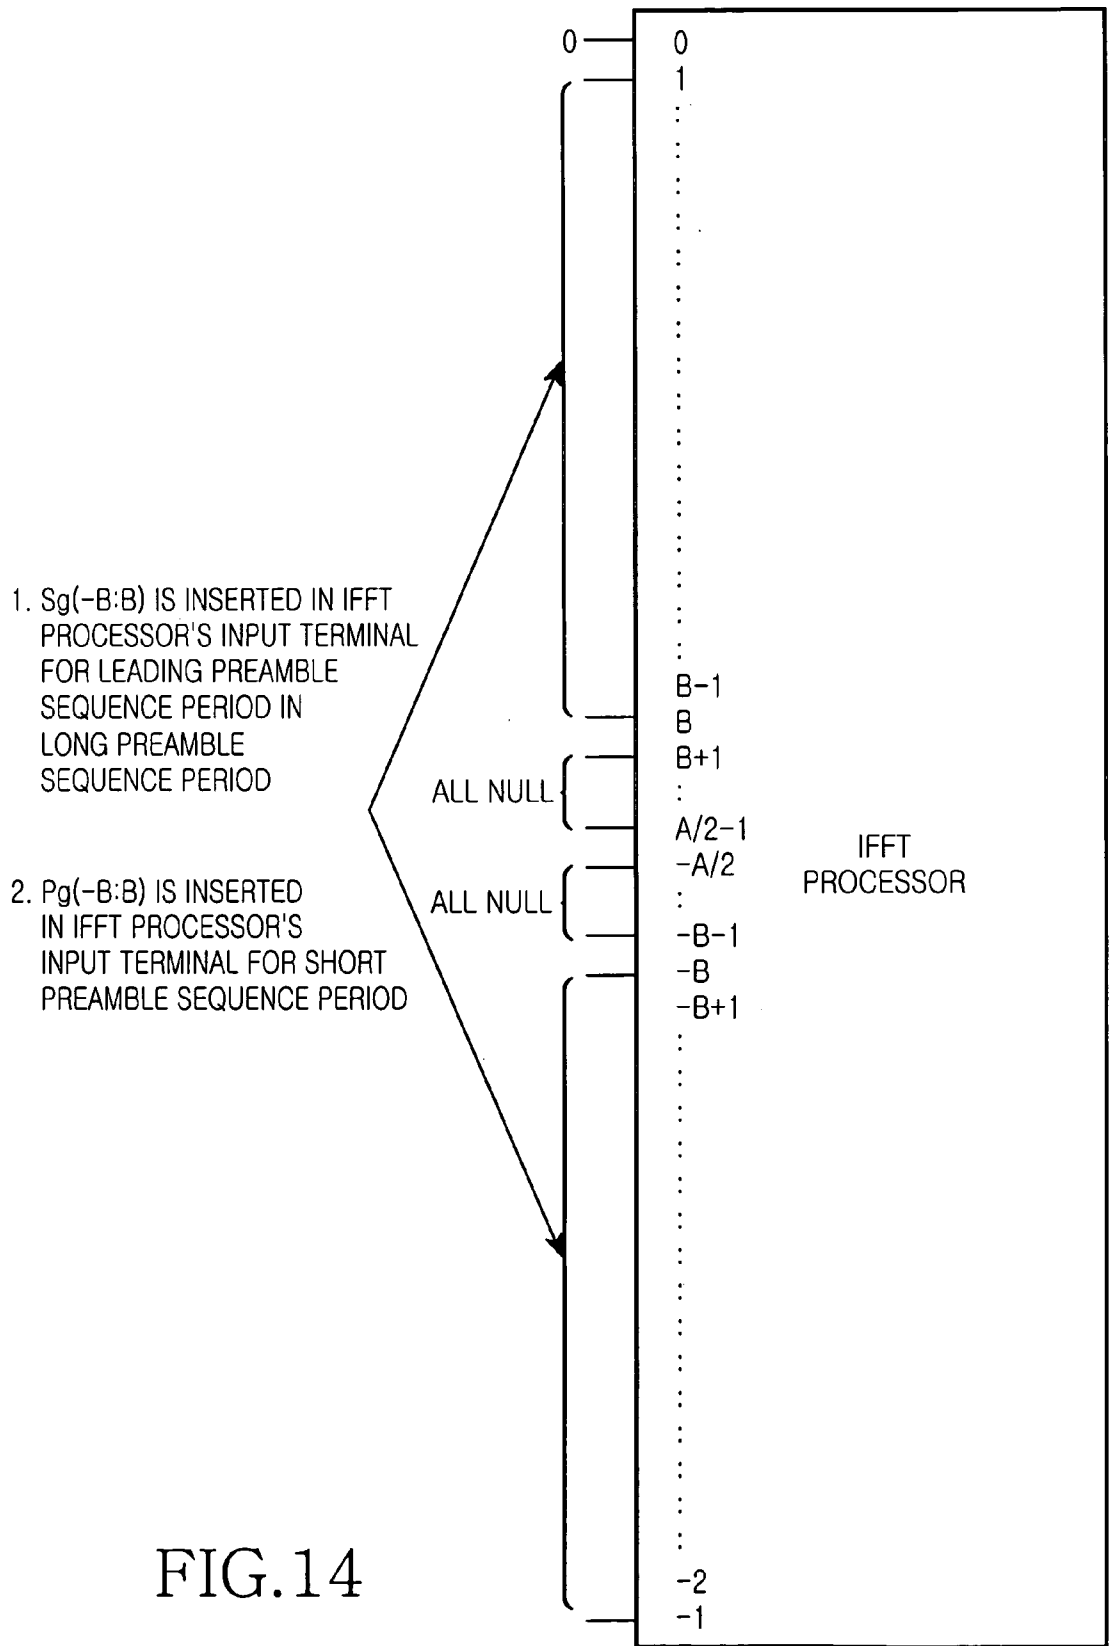 0
0
1
B-1
B
B+1
A/2-1
-A/2
-B-1
-B
-B+1
-2
-1
1. Sg(-B:B) IS INSERTED IN IFFT
PROCESSOR'S INPUT TERMINAL
FOR LEADING PREAMBLE
SEQUENCE PERIOD IN
LONG PREAMBLE
SEQUENCE PERIOD
2. Pg(-B:B) IS INSERTED
IN IFFT PROCESSOR'S
INPUT TERMINAL FOR SHORT
PREAMBLE SEQUENCE PERIOD
ALL NULL
ALL NULL
IFFT
PROCESSOR
FIG.14